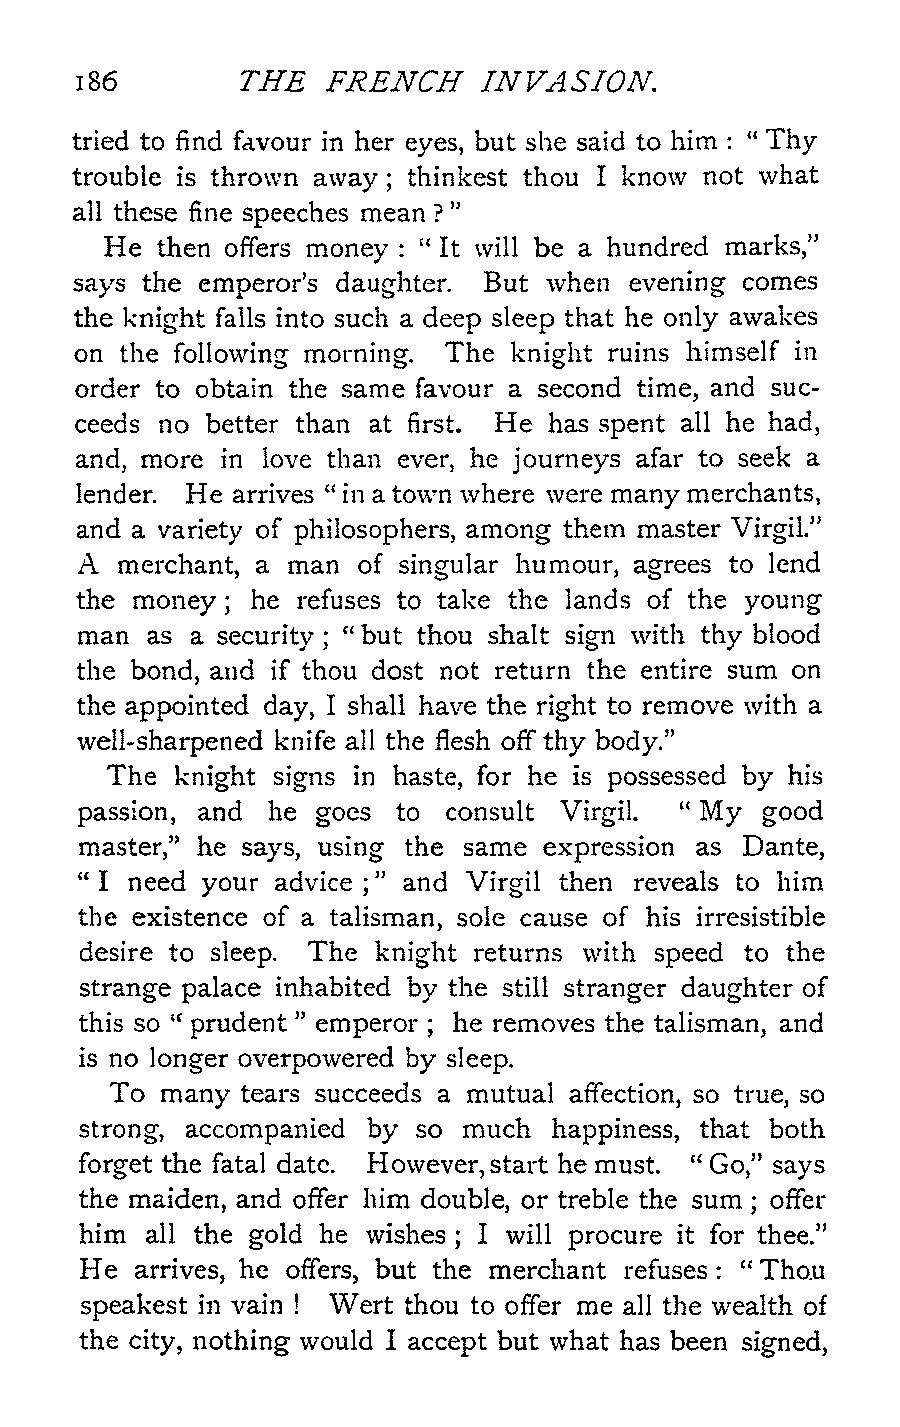 186 THE FRENCH INVASION.
tried to find favour in her eyes, but she said to him : " Thy
trouble is thrown away ; thinkest thou I know not what
all these fine speeches mean ? "
He then offers money : " It will be a hundred marks,"
says the emperor's daughter. But when evening comes
the knight falls into such a deep sleep that he only awakes
on the following morning. The knight ruins himself in
order to obtain the same favour a second time, and suc-
ceeds no better than at first. He has spent all he had,
and, more in love than ever, he journeys afar to seek a
lender. He arrives " in a town where were many merchants,
and a variety of philosophers, among them master Virgil."
A merchant, a man of singular humour, agrees to lend
the money ; he refuses to take the lands of the young
man as a security ; " but thou shalt sign with thy blood
the bond, and if thou dost not return the entire sum on
the appointed day, I shall have the right to remove with a
well-sharpened knife all the flesh off thy body."
The knight signs in haste, for he is possessed by his
passion, and he goes to consult Virgil. " My good
master," he says, using the same expression as Dante,
" I need your advice ; " and Virgil then reveals to him
the existence of a talisman, sole cause of his irresistible
desire to sleep. The knight returns with speed to the
strange palace inhabited by the still stranger daughter of
this so " prudent " emperor ; he removes the talisman, and
is no longer overpowered by sleep.
To many tears succeeds a mutual affection, so true, so
strong, accompanied by so much happiness, that both
forget the fatal date. However, start he must. " Go," says
the maiden, and offer him double, or treble the sum ; offer
him all the gold he wishes ; I will procure it for thee."
He arrives, he offers, but the merchant refuses : " Thou
speakest in vain ! Wert thou to offer me all the wealth of
the city, nothing would I accept but what has been signed,